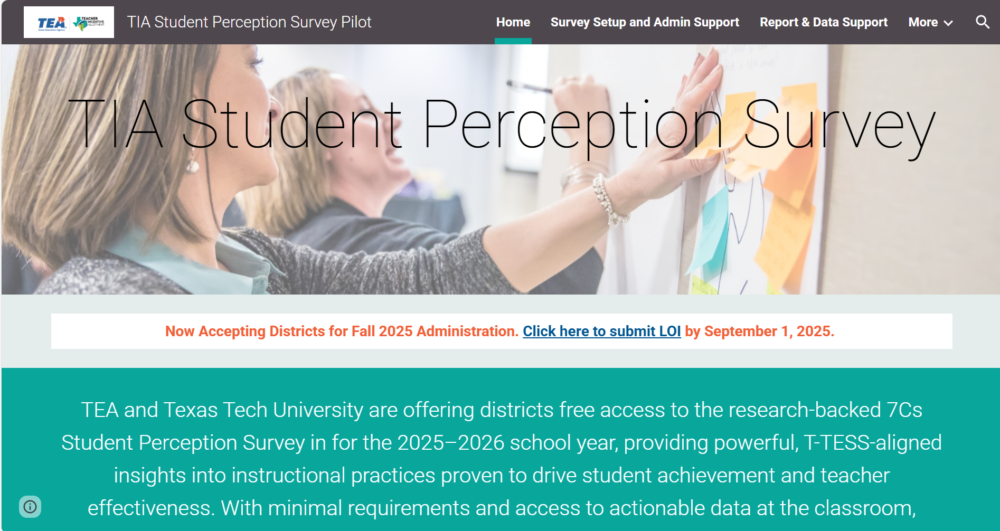 TEA
Texas Education Agency
TEACHER
INCENTIVE
ALLOTMENT
TIA Student Perception Survey Pilot
Home
Survey Setup and Admin Support
Report & Data Support
More
TIA Student Perception Survey
Now Accepting Districts for Fall 2025 Administration. Click here to submit LOI by September 1, 2025.
TEA and Texas Tech University are offering districts free access to the research-backed 7Cs
Student Perception Survey in for the 2025–2026 school year, providing powerful, T-TESS-aligned
insights into instructional practices proven to drive student achievement and teacher
effectiveness. With minimal requirements and access to actionable data at the classroom,